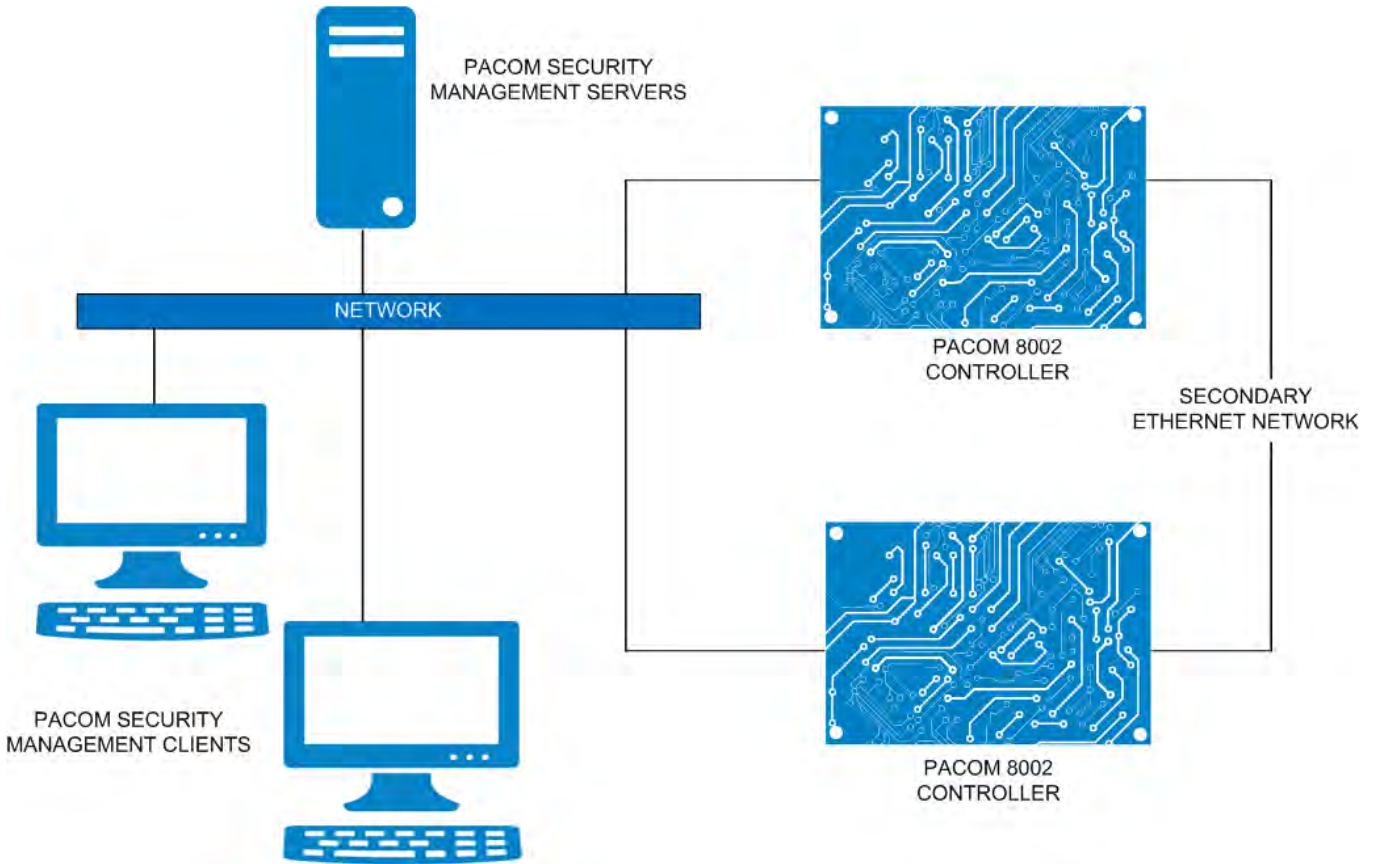 PACOM SECURITY
MANAGEMENT SERVERS
NETWORK
PACOM 8002
CONTROLLER
SECONDARY
ETHERNET NETWORK
PACOM SECURITY
MANAGEMENT CLIENTS
PACOM 8002
CONTROLLER